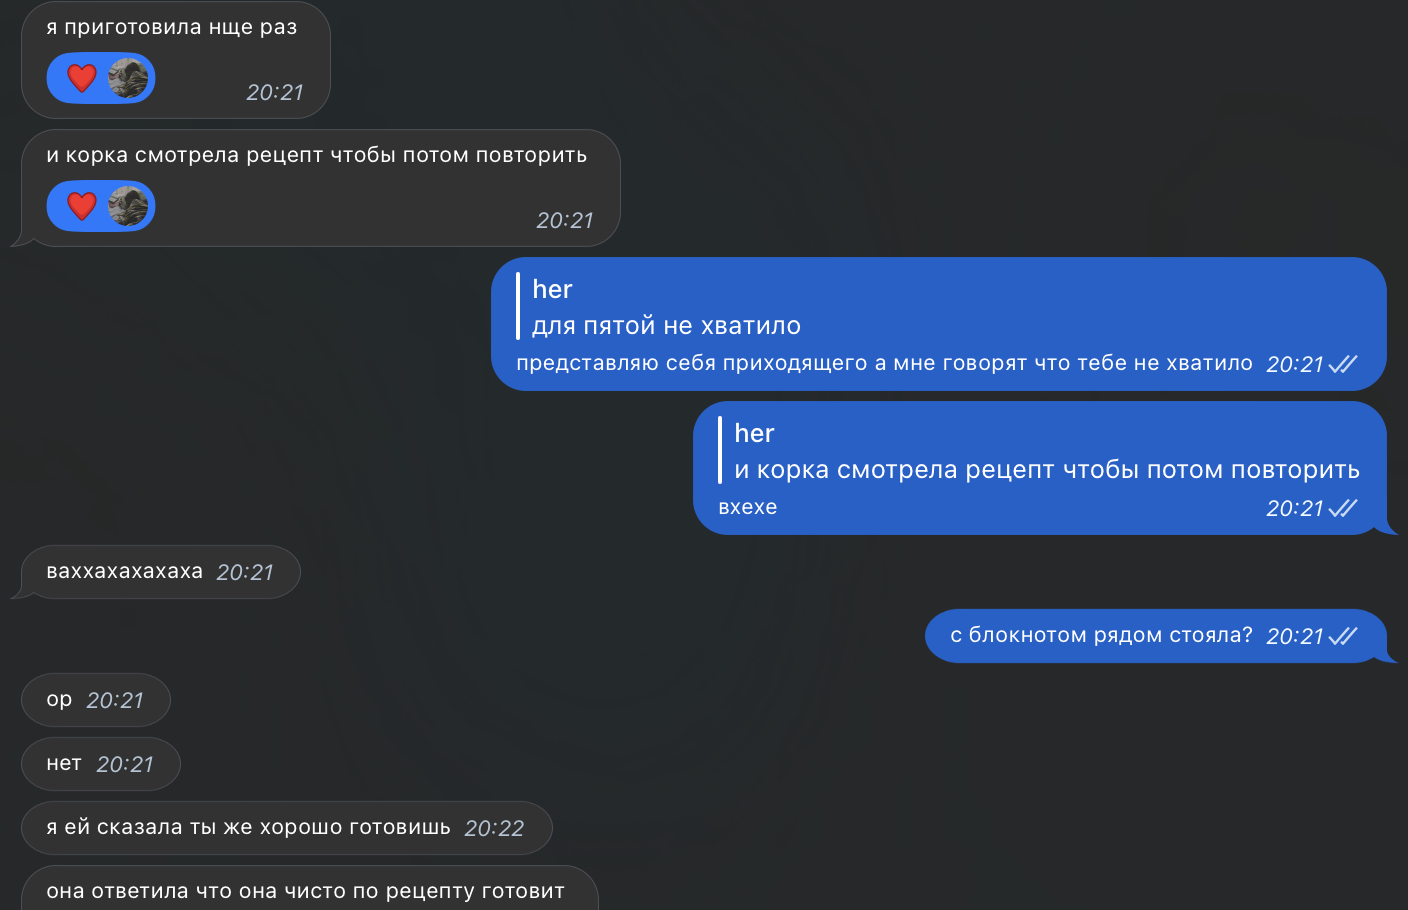 я приготовила нще раз
20:21
и корка смотрела рецепт чтобы потом повторить
20:21
her
для пятой не хватило
представляю себя приходящего а мне говорят что тебе не хватило 20:21
her
и корка смотрела рецепт чтобы потом повторить
вхехе 20:21
ваххахахахаха 20:21
с блокнотом рядом стояла? 20:21
ор 20:21
нет 20:21
я ей сказала ты же хорошо готовишь 20:22
она ответила что она чисто по рецепту готовит